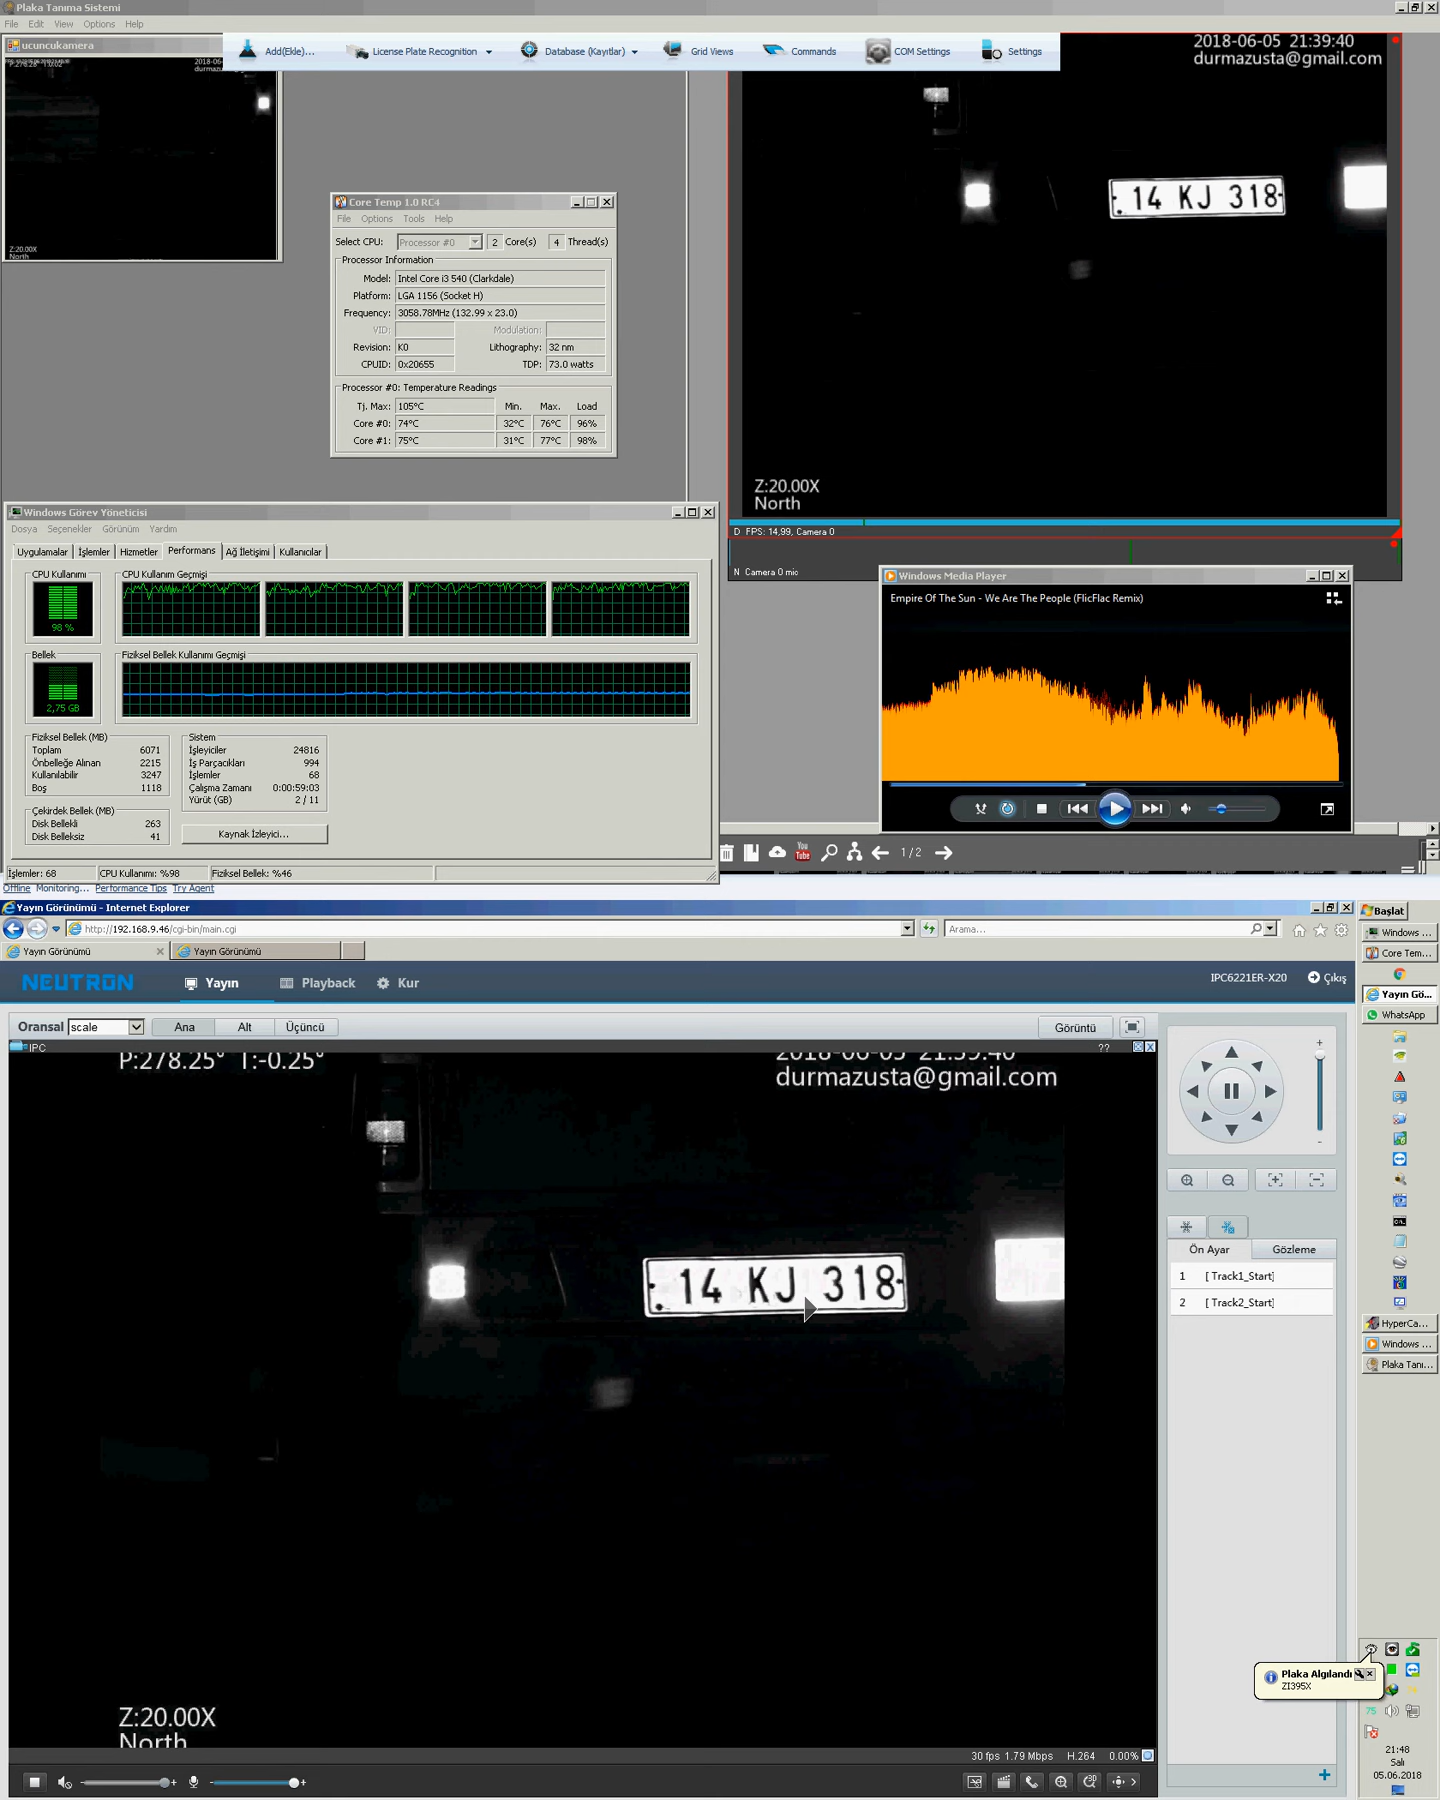 Plaka Tanıma Sistemi
File Edit View Options Help
ucuncukamera
Add(Ekle)... License Plate Recognition Database (Kayıtlar) Grid Views Commands COM Settings Settings
Z:20.00X
North
2018-06-05 21:39:40
durmazusta@gmail.com
14 KJ 318
Z:20.00X
North
D FPS: 14,99, Camera 0
N Camera 0 mic
Core Temp 1.0 RC4
File Options Tools Help
Select CPU: Processor #0 2 Core(s) 4 Thread(s)
Processor Information
Model: Intel Core i3 540 (Clarkdale)
Platform: LGA 1156 (Socket H)
Frequency: 3058.78MHz (132.99 x 23.0)
VID: Modulation:
Revision: K0 Lithography: 32 nm
CPUID: 0x20655 TDP: 73.0 watts
Processor #0: Temperature Readings
Tj. Max: 105°C Min. Max. Load
Core #0: 74°C 32°C 76°C 96%
Core #1: 75°C 31°C 77°C 98%
Windows Görev Yöneticisi
Dosya Seçenekler Görünüm Yardım
Uygulamalar İşlemler Hizmetler Performans Ağ İletişimi Kullanıcılar
CPU Kullanımı CPU Kullanım Geçmişi
98 %
Bellek Fiziksel Bellek Kullanımı Geçmişi
2,75 GB
Fiziksel Bellek (MB)
Toplam 6071
Önbelleğe Alınan 2215
Kullanılabilir 3247
Boş 1118
Çekirdek Bellek (MB)
Disk Bellekli 263
Disk Belleksiz 41
Sistem
İşleyiciler 24816
İş Parçacıkları 994
İşlemler 68
Çalışma Zamanı 0:00:59:03
Yürüt (GB) 2 / 11
Kaynak İzleyici...
İşlemler: 68 CPU Kullanımı: %98 Fiziksel Bellek: %46
Windows Media Player
Empire Of The Sun - We Are The People (FlicFlac Remix)
You Tube 1/2
Offline Monitoring... Performance Tips Try Agent
Yayın Görünümü - Internet Explorer
http://192.168.9.46/cgi-bin/main.cgi
Arama...
Yayın Görünümü Yayın Görünümü
NEUTRON Yayın Playback Kur IPC6221ER-X20 Çıkış
Oransal scale Ana Alt Üçüncü Görüntü
IPC ??
P:278.25° T:-0.25°
2018-06-05 21:39:40
durmazusta@gmail.com
14 KJ 318
Z:20.00X
North
30 fps 1.79 Mbps H.264 0.00%
Ön Ayar Gözleme
1 [ Track1_Start]
2 [ Track2_Start]
Başlat
Windows ...
Core Tem...
Yayın Gö...
WhatsApp
HyperCa...
Windows ...
Plaka Tanı...
Plaka Algılandı
ZI395X
75
21:48
Salı
05.06.2018